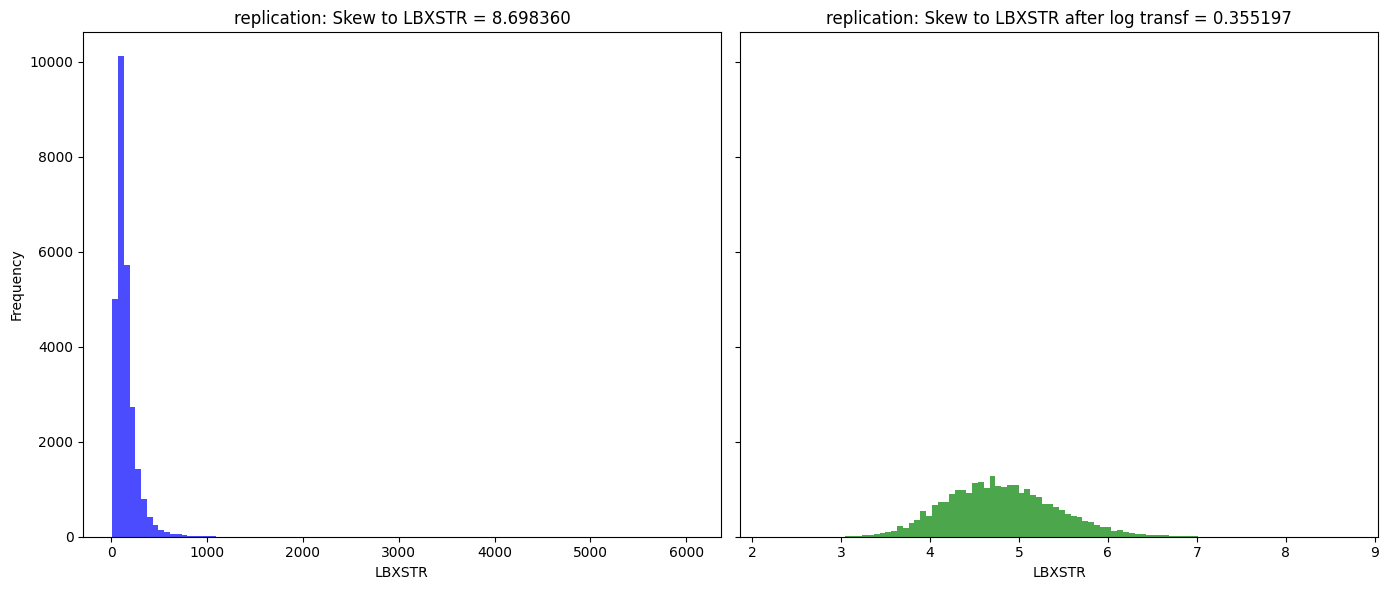 replication: Skew to LBXSTR = 8.698360
replication: Skew to LBXSTR after log transf = 0.355197
Frequency
10000
8000
6000
4000
2000
0
0 1000 2000 3000 4000 5000 6000
2 3 4 5 6 7 8 9
LBXSTR
LBXSTR